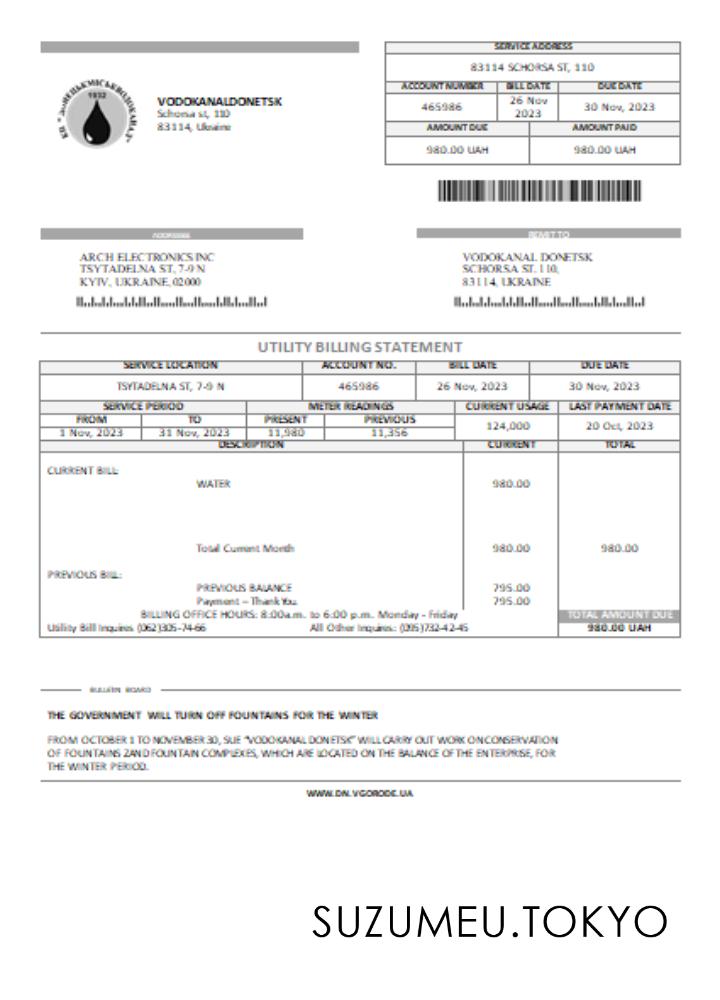 SERVICE ADDRESS
83114 SCHORSA ST, 110
ACCOUNT NUMBER BILL DATE DUE DATE
465986 26 Nov 2023 30 Nov, 2023
AMOUNT DUE AMOUNT PAID
980.00 UAH 980.00 UAH
1932
VODOKANALDONETSK
Schorsa st, 110
83114, Ukraine
ADDRESSEE
REMIT TO
ARCH ELECTRONICS INC
TSYTADELNA ST, 7-9 N
KYIV, UKRAINE, 02000
VODOKANAL DONETSK
SCHORSA ST. 110,
83114, UKRAINE
UTILITY BILLING STATEMENT
SERVICE LOCATION ACCOUNT NO. BILL DATE DUE DATE
TSYTADELNA ST, 7-9 N 465986 26 Nov, 2023 30 Nov, 2023
SERVICE PERIOD METER READINGS CURRENT USAGE LAST PAYMENT DATE
FROM TO PRESENT PREVIOUS
1 Nov, 2023 31 Nov, 2023 11,980 11,356 124,000 20 Oct, 2023
DESCRIPTION CURRENT TOTAL
CURRENT BILL:
WATER 980.00
Total Current Month 980.00 980.00
PREVIOUS BILL:
PREVIOUS BALANCE 795.00
Payment – Thank You. 795.00
BILLING OFFICE HOURS: 8:00a.m. to 6:00 p.m. Monday - Friday TOTAL AMOUNT DUE
Utility Bill Inquires (062)305-74-66 All Other Inquires.: (095)732-42-45 980.00 UAH
BULLETIN BOARD
THE GOVERNMENT WILL TURN OFF FOUNTAINS FOR THE WINTER
FROM OCTOBER 1 TO NOVEMBER 30, SUE "VODOKANAL DONETSK" WILL CARRY OUT WORK ON CONSERVATION
OF FOUNTAINS 2AND FOUNTAIN COMPLEXES, WHICH ARE LOCATED ON THE BALANCE OF THE ENTERPRISE, FOR
THE WINTER PERIOD.
WWW.DN.VGORODE.UA
SUZUMEU.TOKYO